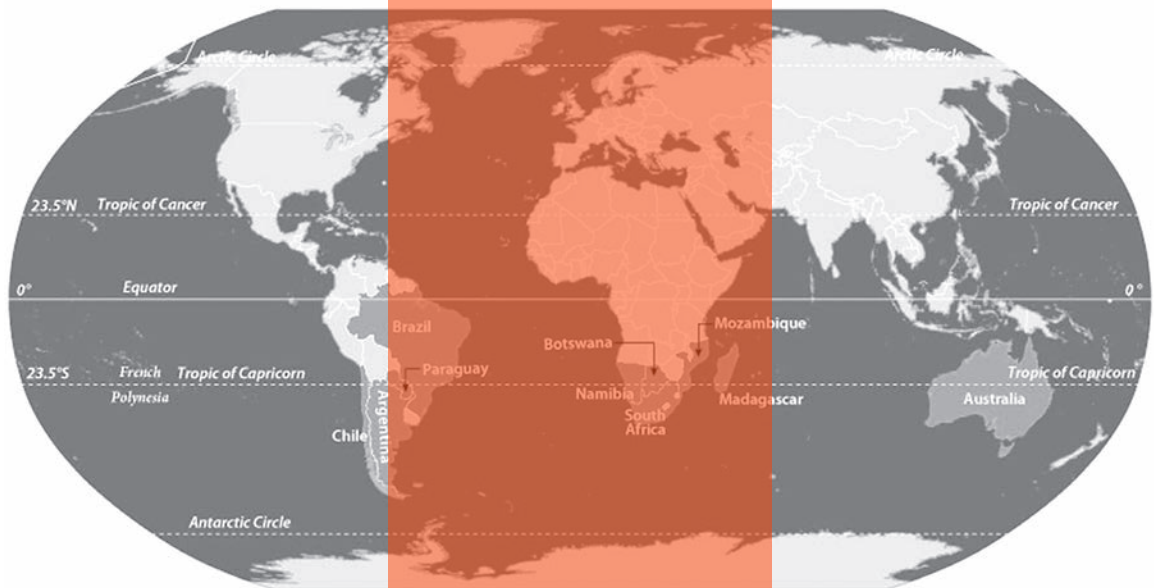 Arctic Circle
Arctic Circle
23.5°N
Tropic of Cancer
Tropic of Cancer
0°
Equator
0°
Brazil
Mozambique
Botswana
23.5°S
French
Polynesia
Tropic of Capricorn
Paraguay
Tropic of Capricorn
Namibia
Madagascar
Australia
South
Africa
Chile
Argentina
Antarctic Circle